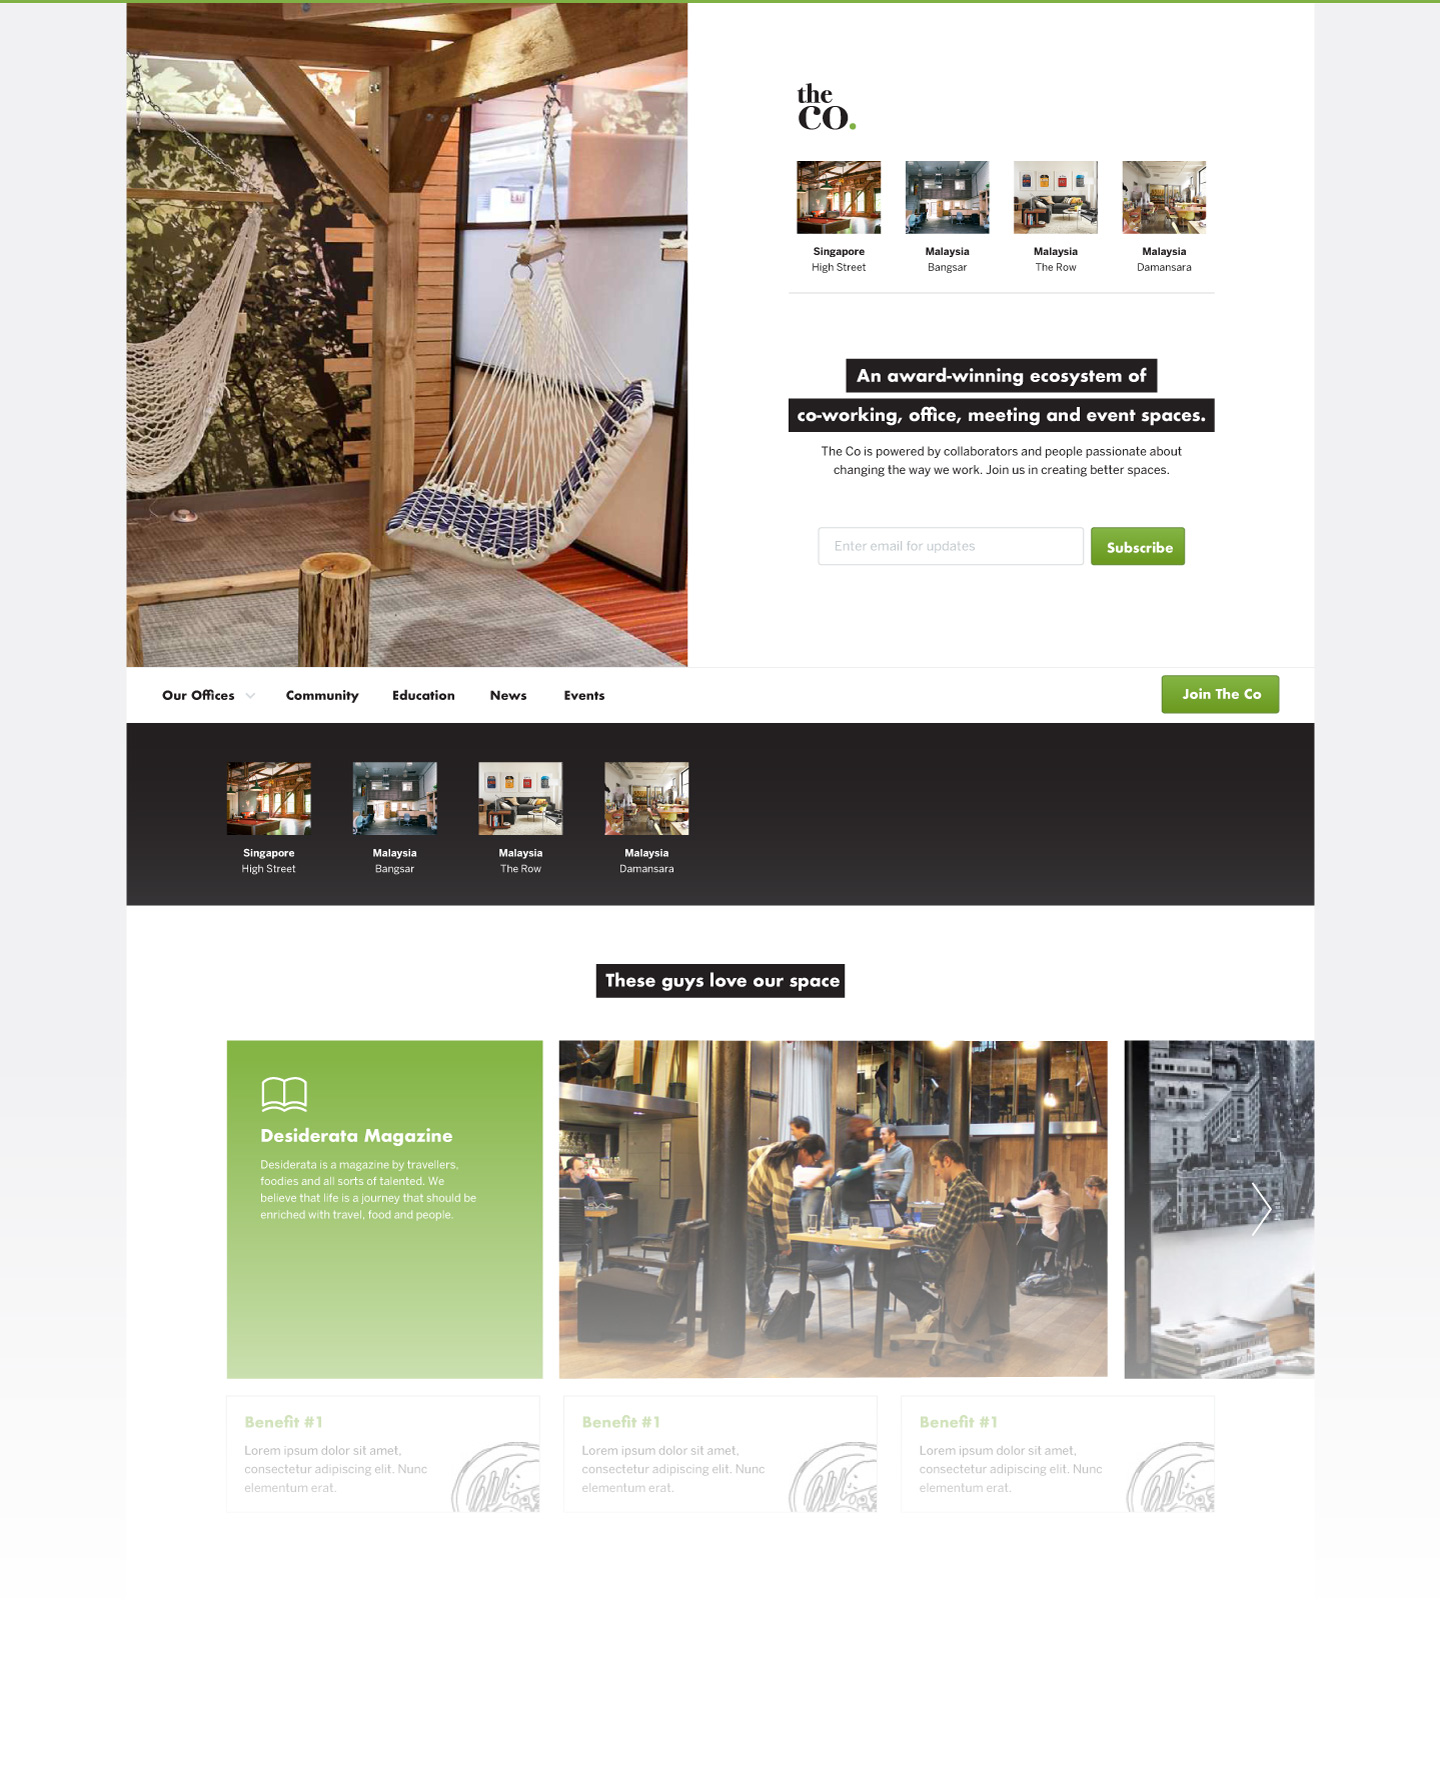 the
CO.
Singapore
High Street
Malaysia
Bangsar
Malaysia
The Row
Malaysia
Damansara
An award-winning ecosystem of
co-working, office, meeting and event spaces.
The Co is powered by collaborators and people passionate about
changing the way we work. Join us in creating better spaces.
Enter email for updates
Subscribe
Our Offices
Community
Education
News
Events
Join The Co
Singapore
High Street
Malaysia
Bangsar
Malaysia
The Row
Malaysia
Damansara
These guys love our space
Desiderata Magazine
Desiderata is a magazine by travellers,
foodies and all sorts of talented. We
believe that life is a journey that should be
enriched with travel, food and people.
Benefit #1
Lorem ipsum dolor sit amet,
consectetur adipiscing elit. Nunc
elementum erat.
Benefit #1
Lorem ipsum dolor sit amet,
consectetur adipiscing elit. Nunc
elementum erat.
Benefit #1
Lorem ipsum dolor sit amet,
consectetur adipiscing elit. Nunc
elementum erat.